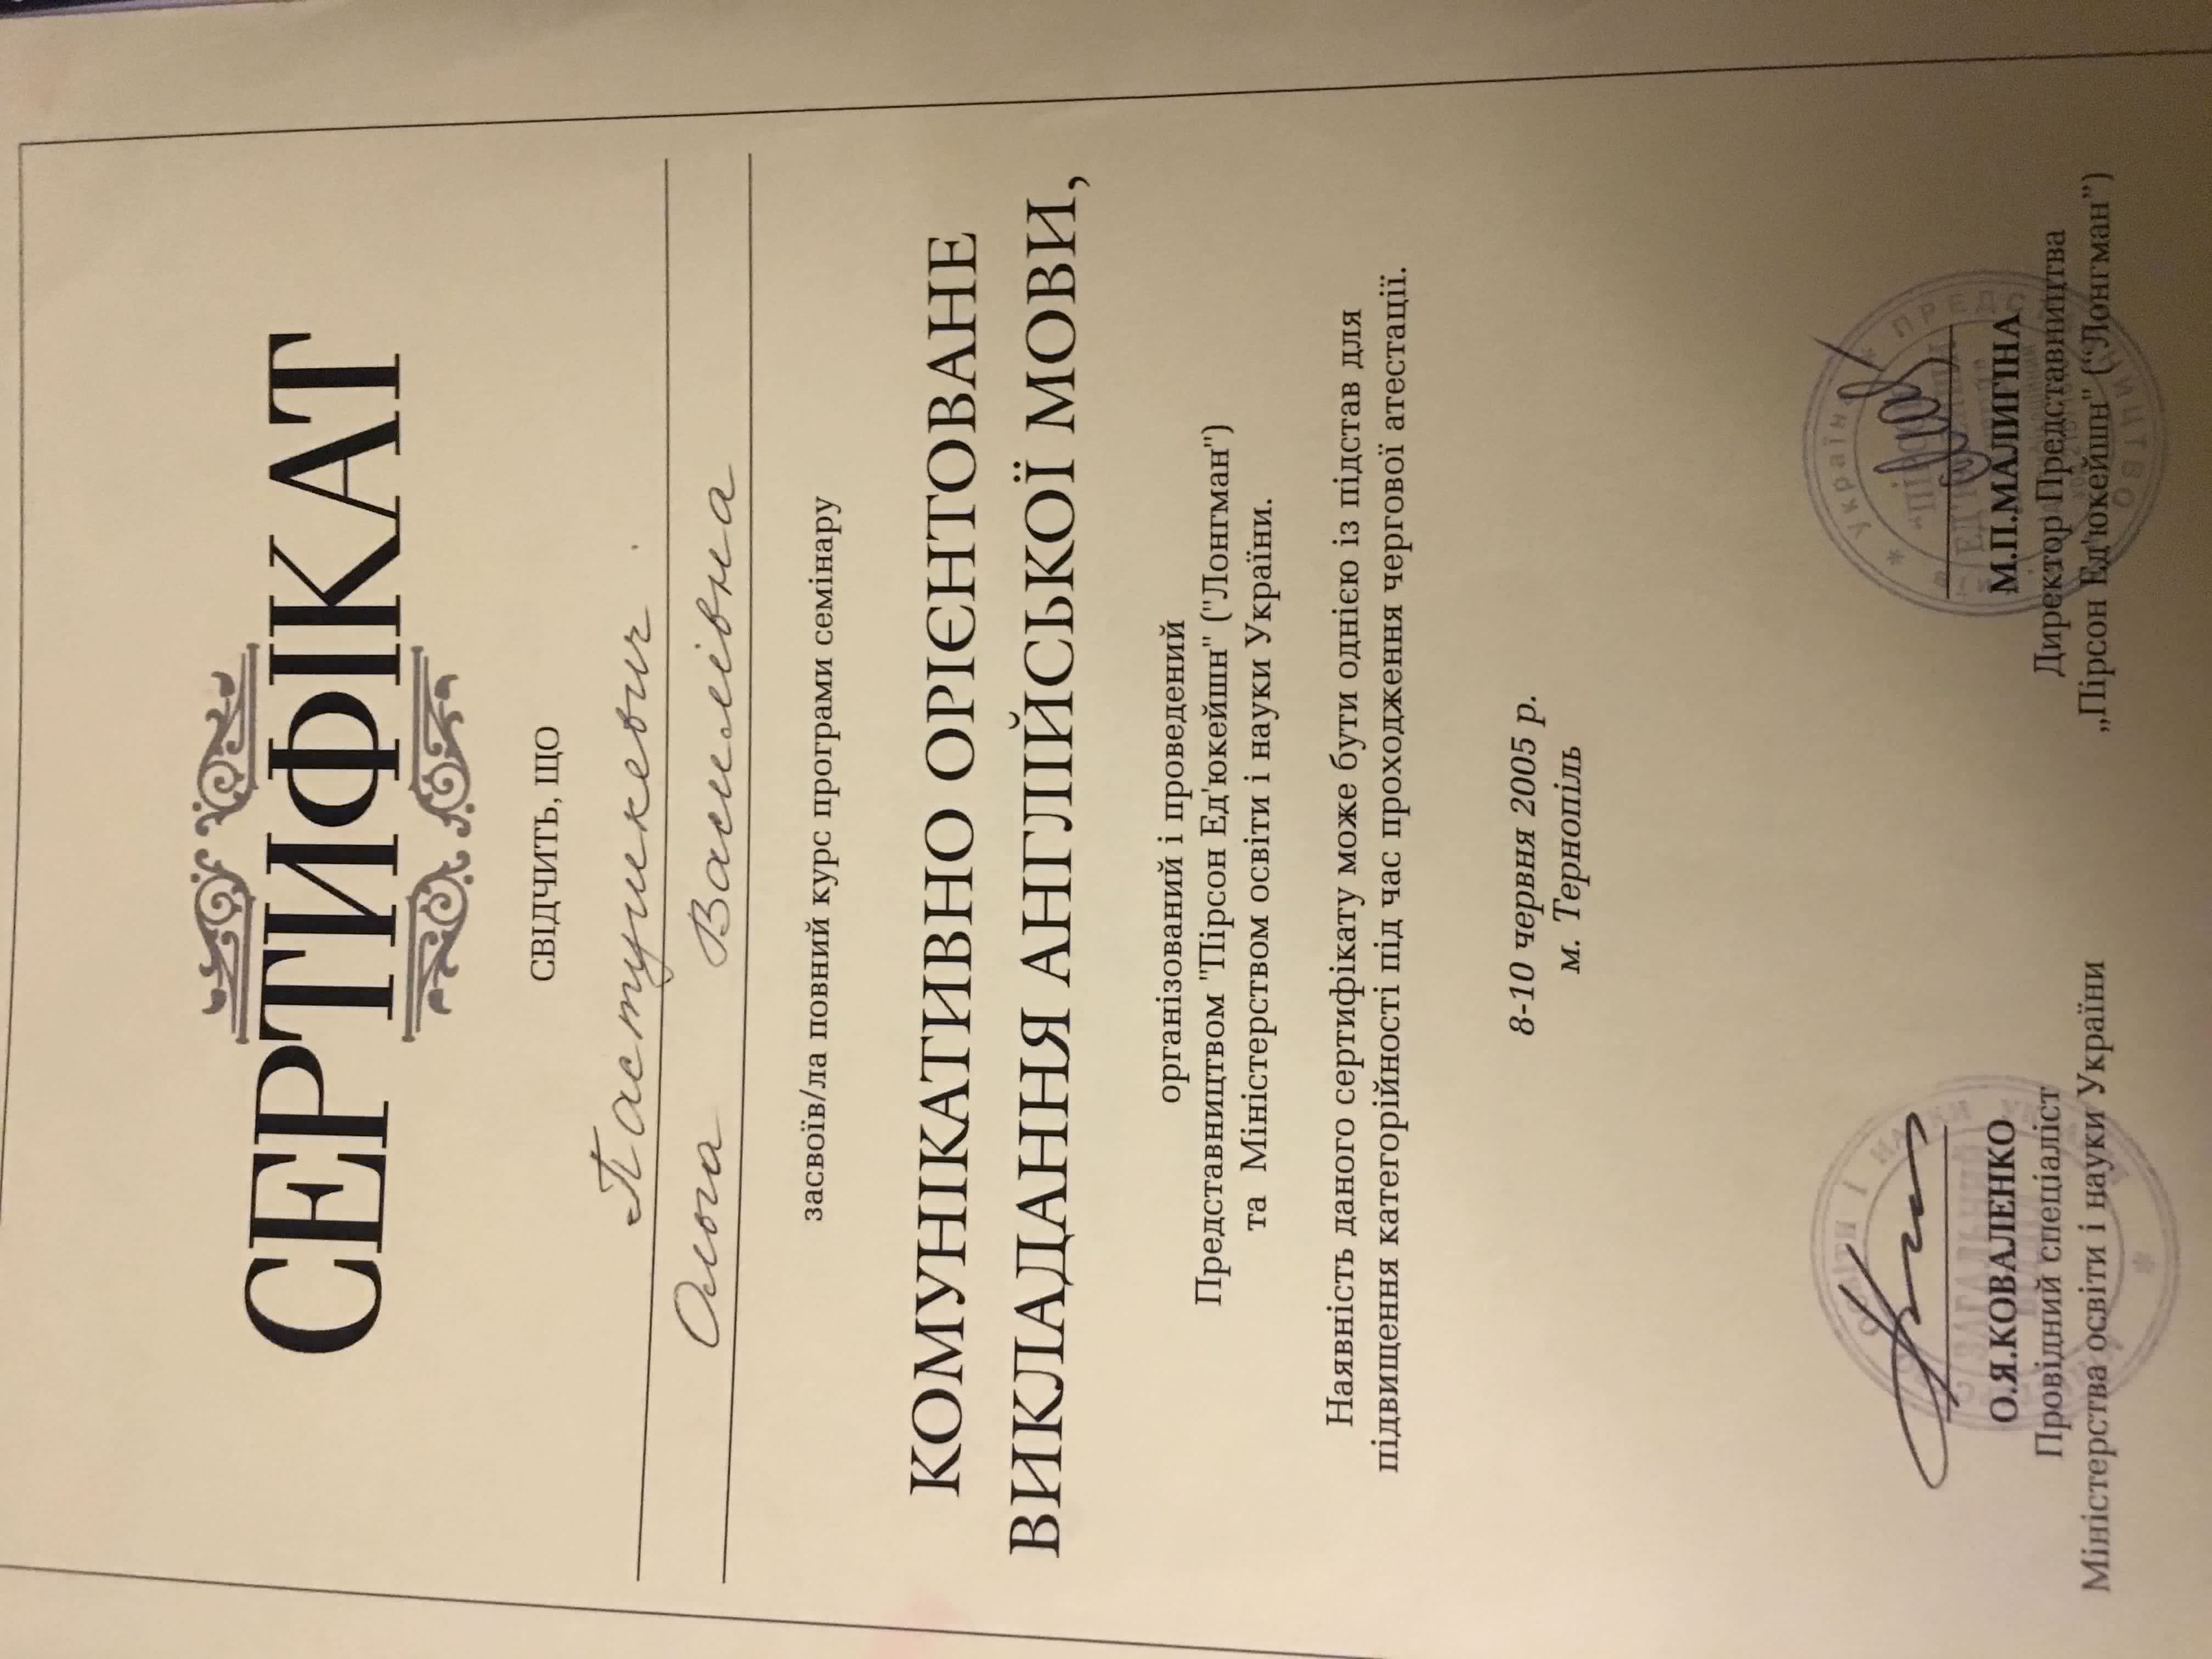 СЕРТИФІКАТ
СВІДЧИТЬ, ЩО
Пастушкевич
Ольга Василівна
засвоїв/ла повний курс програми семінару
КОМУНІКАТИВНО ОРІЄНТОВАНЕ
ВИКЛАДАННЯ АНГЛІЙСЬКОЇ МОВИ,
організований і проведений
Представництвом "Пірсон Ед'юкейшн" ("Лонгман")
та Міністерством освіти і науки України.
Наявність даного сертифікату може бути однією із підстав для
підвищення категорійності під час проходження чергової атестації.
8-10 червня 2005 р.
м. Тернопіль
О.Я.КОВАЛЕНКО
Провідний спеціаліст
Міністерства освіти і науки України
М.П.МАЛИГІНА
Директор Представництва
„Пірсон Ед'юкейшн" (“Лонгман”)